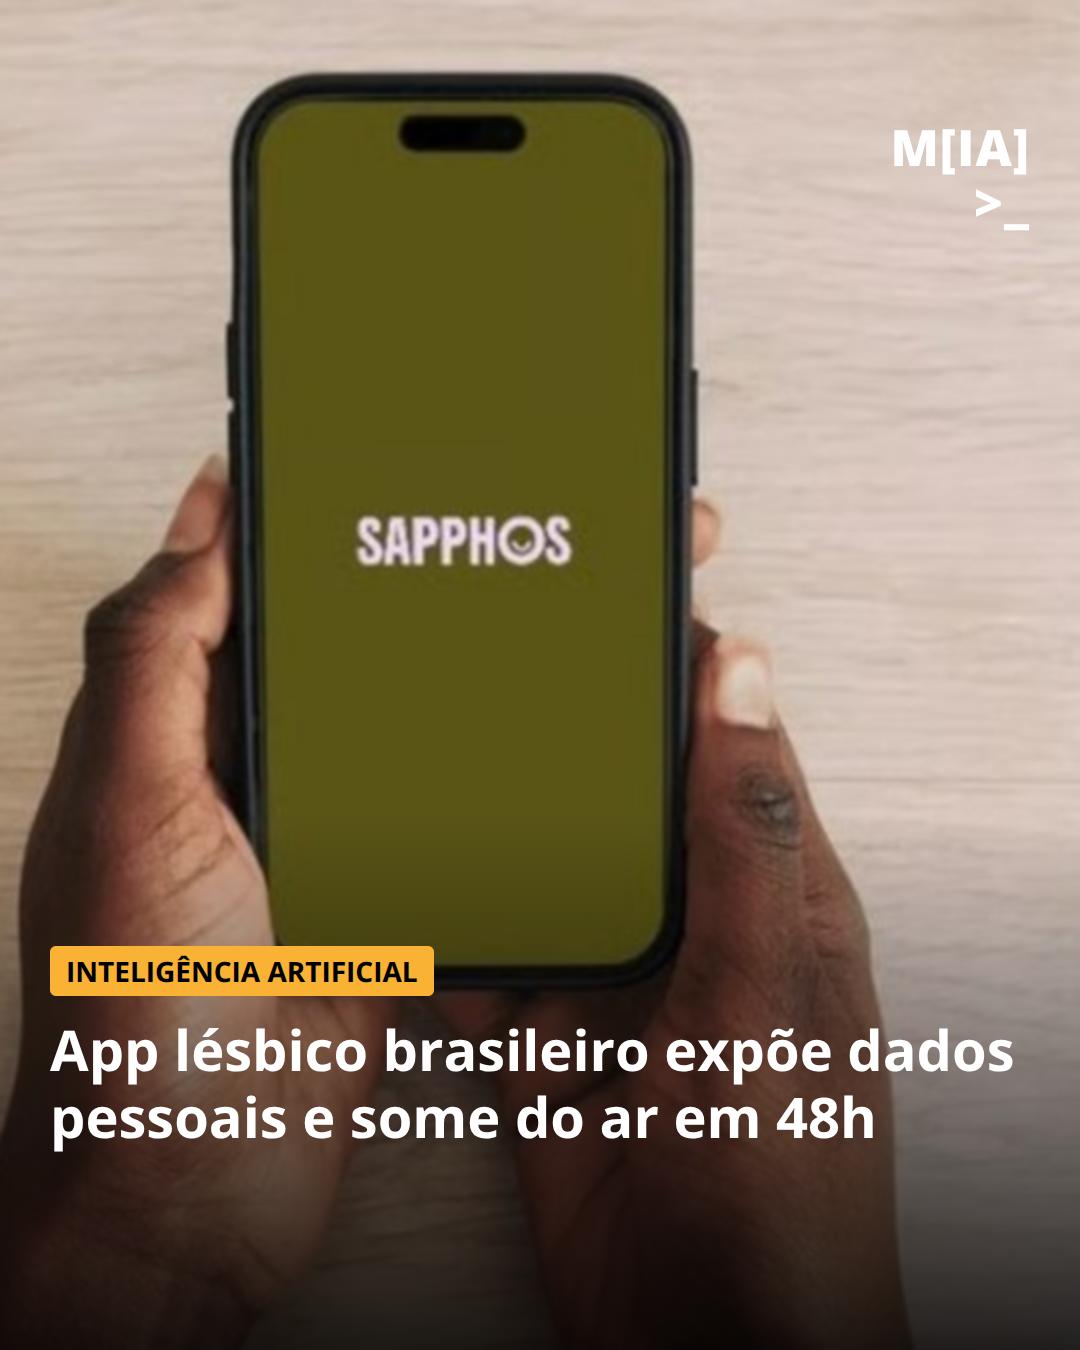 M[IA]
>_
SAPPHOS
INTELIGÊNCIA ARTIFICIAL
App lésbico brasileiro expõe dados
pessoais e some do ar em 48h